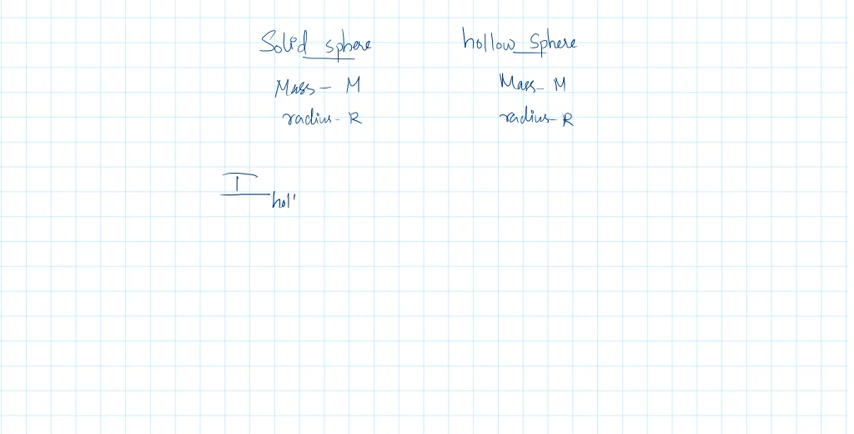 Solid sphere hollow sphere
Mass - M Mass - M
radius - R radius - R
I hol